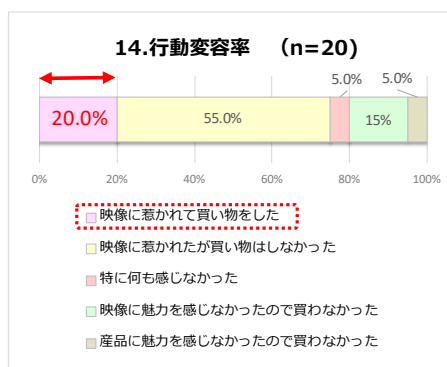 14.行動変容率 （n=20）
5.0% 5.0%
20.0% 55.0% 15%
0% 20% 40% 60% 80% 100%
映像に惹かれて買い物をした
映像に惹かれたが買い物はしなかった
特に何も感じなかった
映像に魅力を感じなかったので買わなかった
産品に魅力を感じなかったので買わなかった